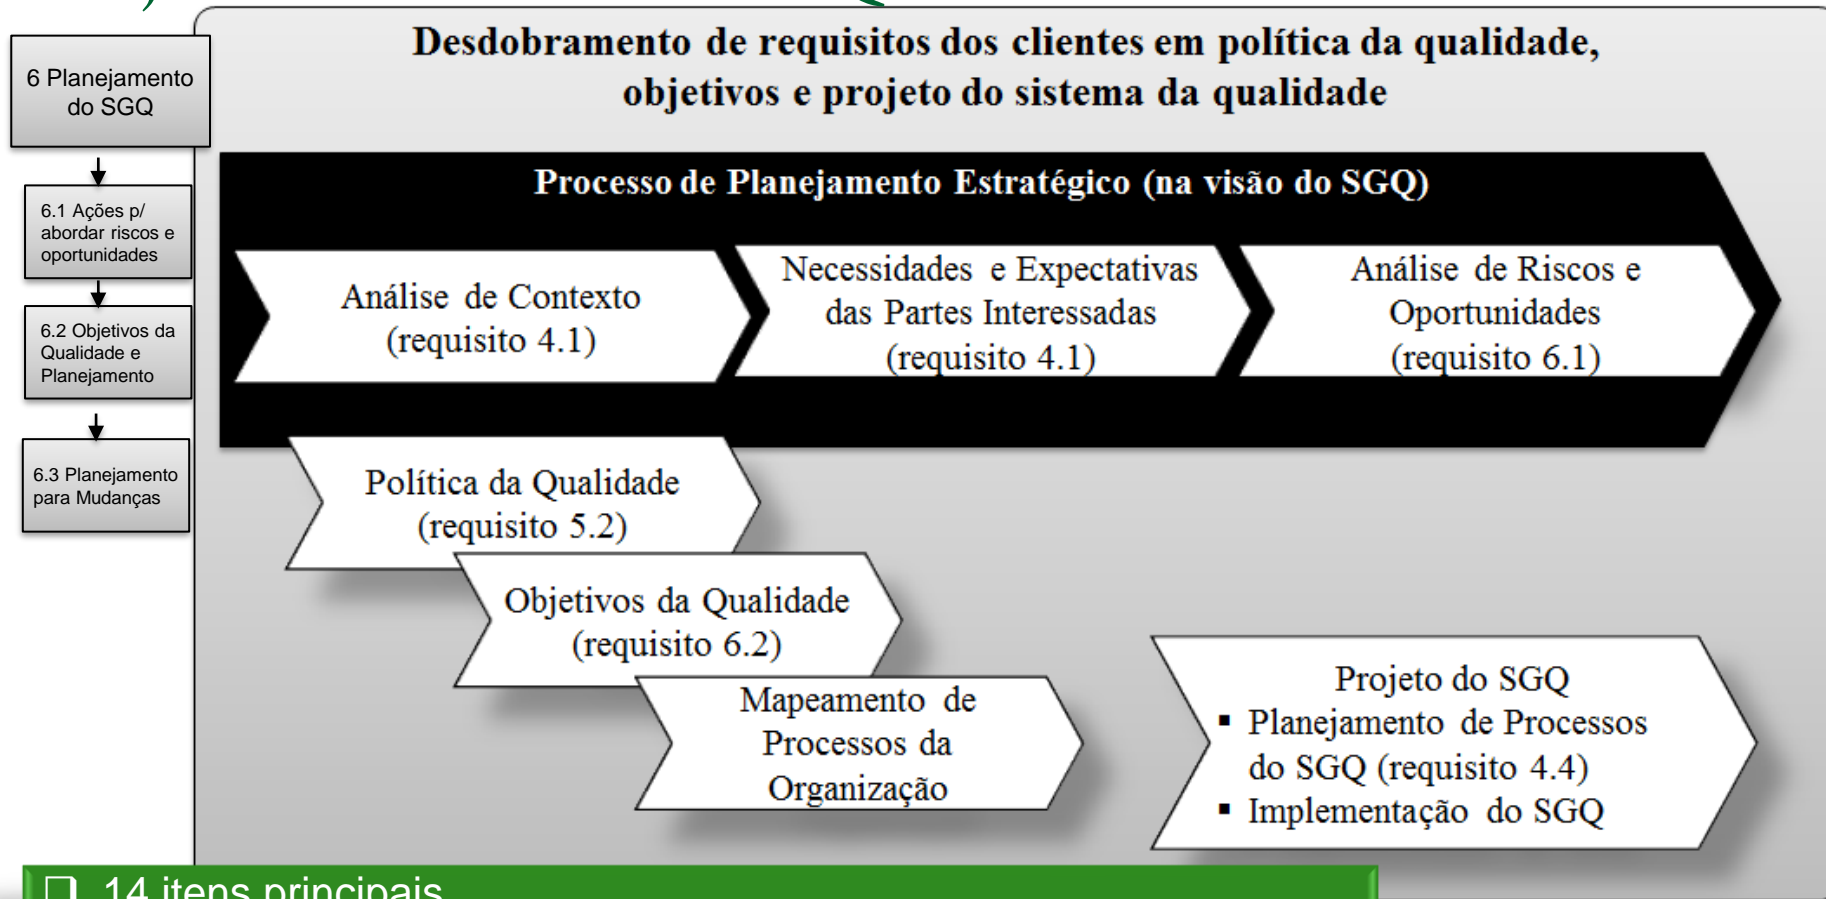 Desdobramento de requisitos dos clientes em política da qualidade,
objetivos e projeto do sistema da qualidade
6 Planejamento
do SGQ
6.1 Ações p/
abordar riscos e
oportunidades
6.2 Objetivos da
Qualidade e
Planejamento
6.3 Planejamento
para Mudanças
Processo de Planejamento Estratégico (na visão do SGQ)
Análise de Contexto
(requisito 4.1)
Necessidades e Expectativas
das Partes Interessadas
(requisito 4.1)
Análise de Riscos e
Oportunidades
(requisito 6.1)
Política da Qualidade
(requisito 5.2)
Objetivos da Qualidade
(requisito 6.2)
Mapeamento de
Processos da
Organização
Projeto do SGQ
▪ Planejamento de Processos
do SGQ (requisito 4.4)
▪ Implementação do SGQ
❑ 14 itens principais